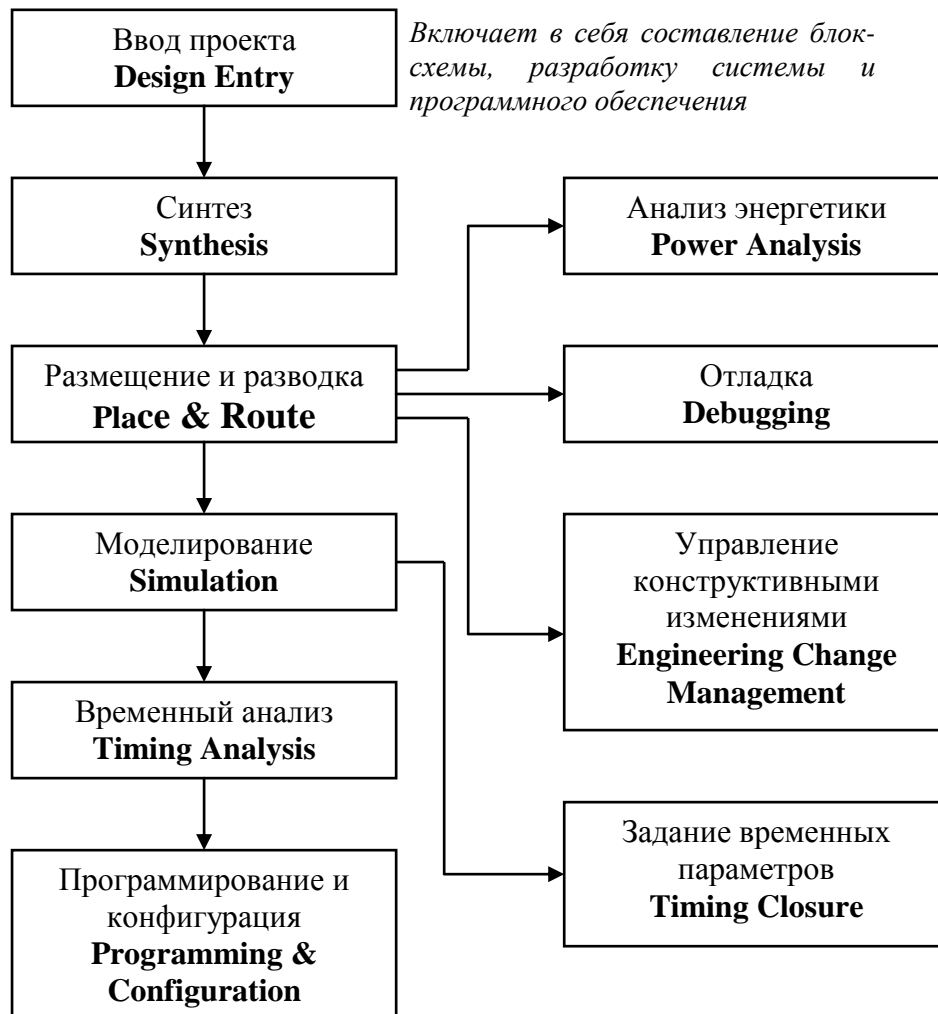 Ввод проекта
Design Entry
Включает в себя составление блок-
схемы, разработку системы и
программного обеспечения
Синтез
Synthesis
Анализ энергетики
Power Analysis
Размещение и разводка
Place & Route
Отладка
Debugging
Моделирование
Simulation
Управление
конструктивными
изменениями
Engineering Change
Management
Временный анализ
Timing Analysis
Задание временных
параметров
Timing Closure
Программирование и
конфигурация
Programming &
Configuration